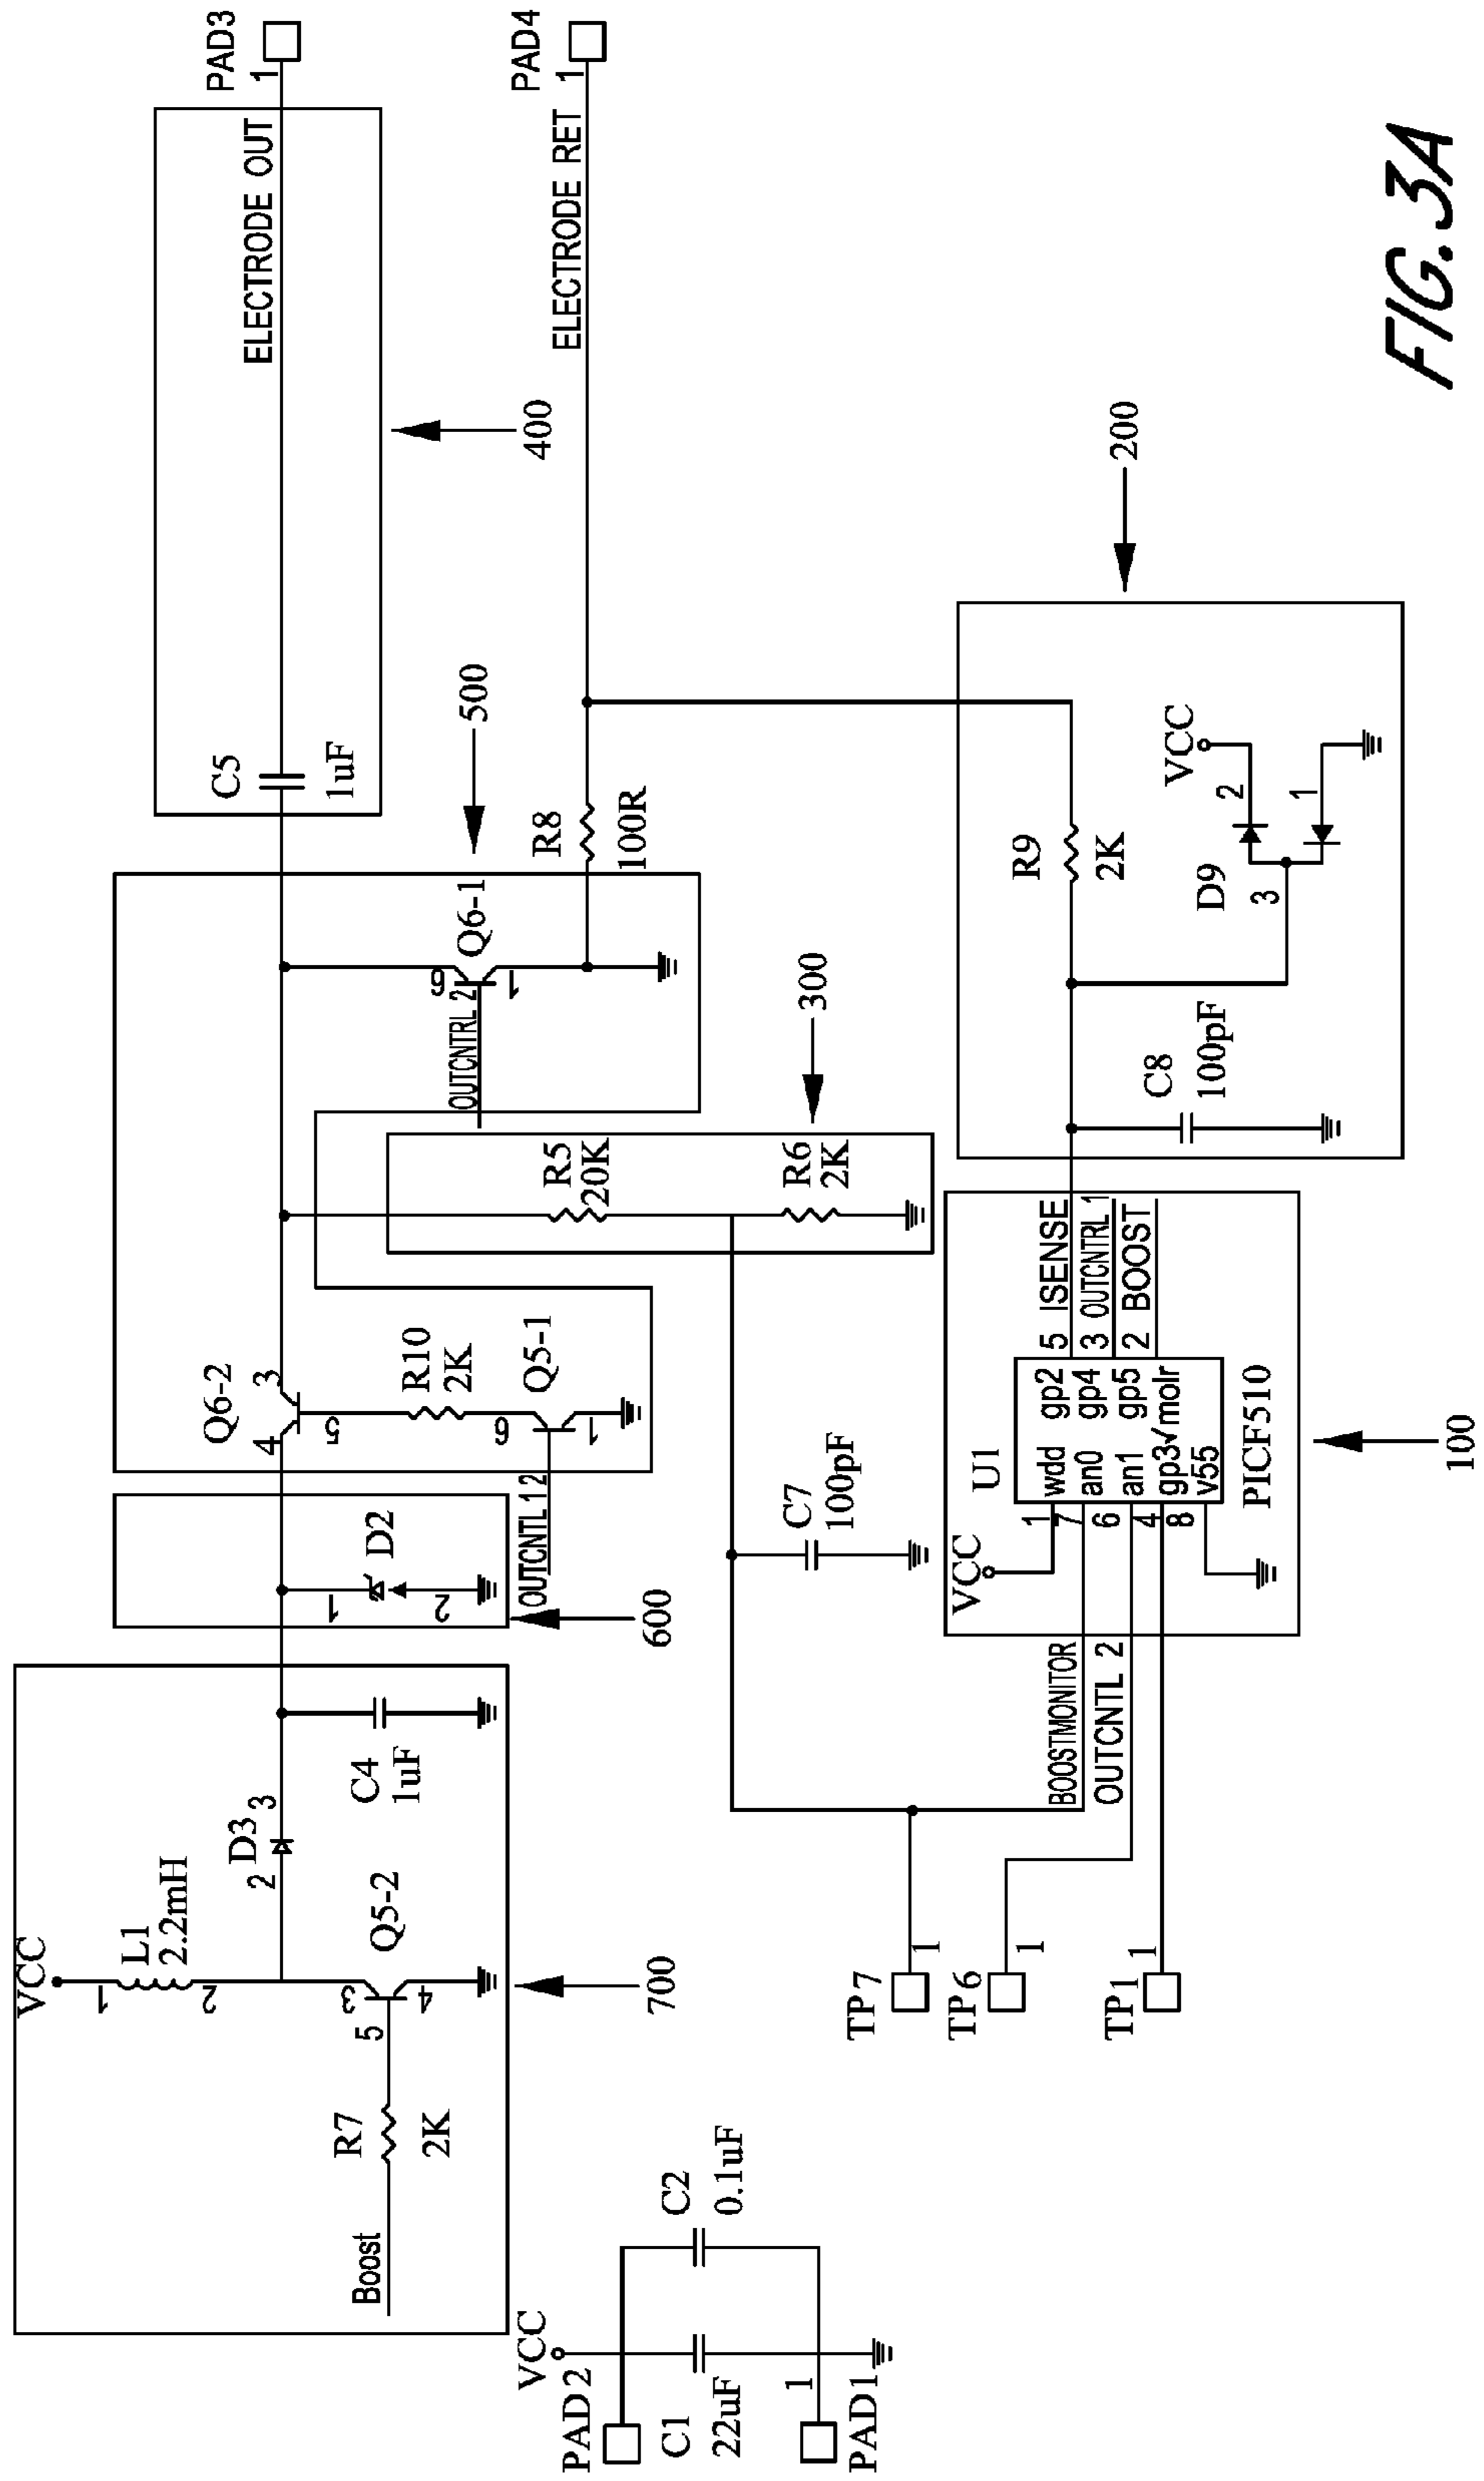 VCC
1
L1
2.2mH
2
D3
2
3
Q5-2
3
4
5
R7
2K
Boost
C4
1uF
700
D2
1
2
600
Q6-2
4
3
5
R10
2K
Q5-1
6
1
OUTCNTL 1 2
Q6-1
6
2
1
OUTCNTRL
500
C5
1uF
ELECTRODE OUT
PAD3
1
400
R8
100R
ELECTRODE RET
PAD4
1
R5
20K
R6
2K
300
VCC
PAD 2
C1
22uF
C2
0.1uF
1
PAD1
TP7
1
TP6
1
TP1
1
C7
100pF
BOOSTMONITOR
OUTCNTL 2
VCC
U1
1
7
6
4
8
wdd gp2
an0 gp4
an1 gp5
gp3√molr
v55
5 ISENSE
3 OUTCNTRL 1
2 BOOST
PICF510
100
C8
100pF
R9
2K
D9
3
2
1
VCC
200
FIG. 3A